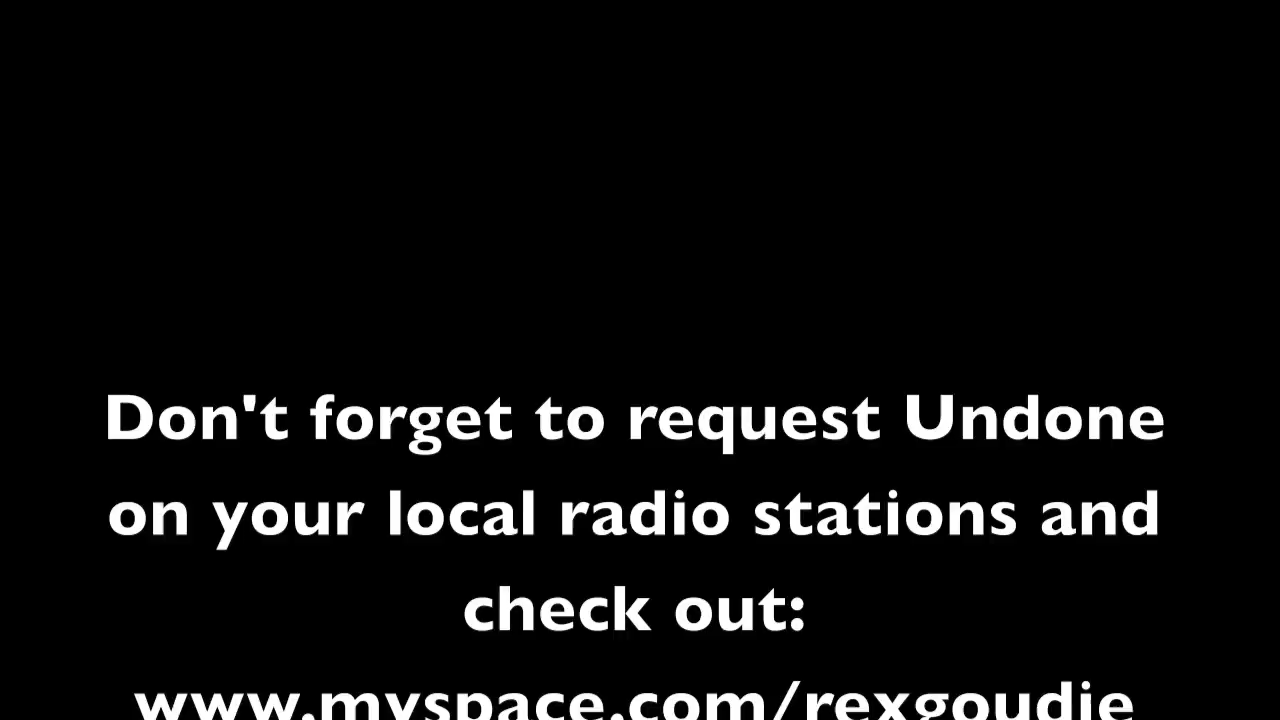 Don't forget to request Undone
on your local radio stations and
check out:
www.myspace.com/rexgoudie